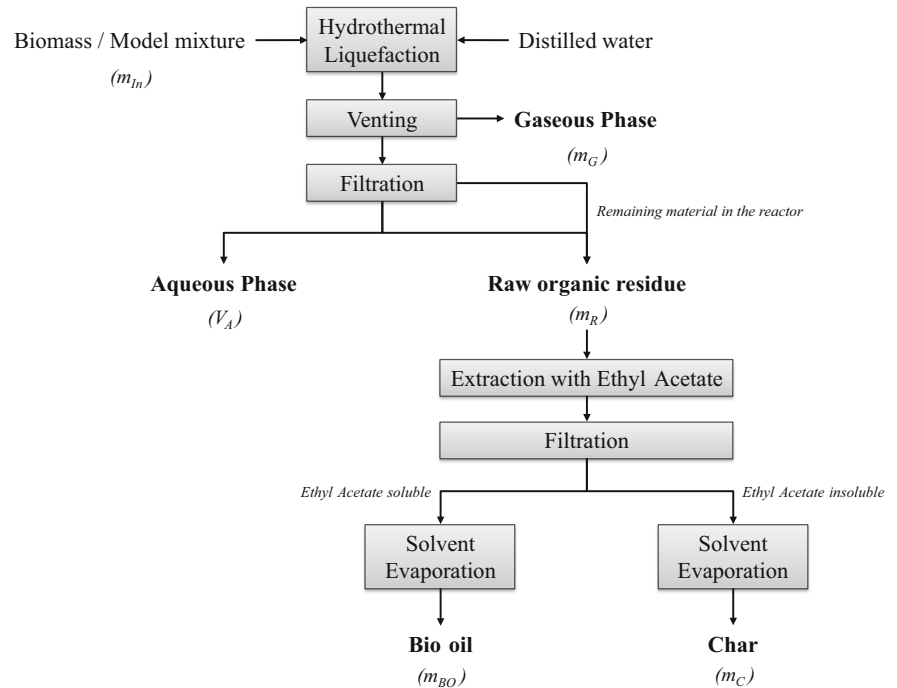 Hydrothermal
Liquefaction
Biomass / Model mixture
(m_In)
Distilled water
Venting
Gaseous Phase
(m_G)
Filtration
Remaining material in the reactor
Aqueous Phase
(V_A)
Raw organic residue
(m_R)
Extraction with Ethyl Acetate
Filtration
Ethyl Acetate soluble
Ethyl Acetate insoluble
Solvent
Evaporation
Solvent
Evaporation
Bio oil
(m_BO)
Char
(m_C)